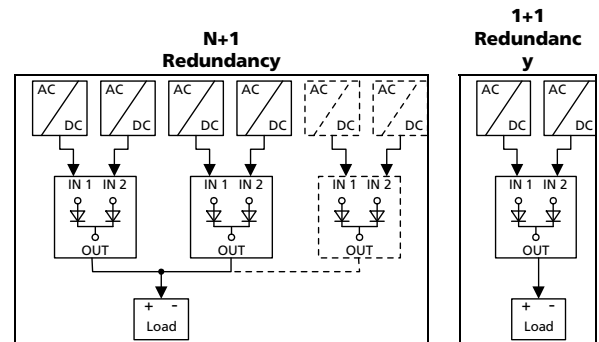 N+1
Redundancy
1+1
Redundanc
y
AC AC AC AC AC AC
DC DC DC DC DC DC
AC AC
DC DC
IN 1 IN 2 IN 1 IN 2 IN 1 IN 2
IN 1 IN 2
OUT OUT OUT
OUT
+ -
Load
+ -
Load